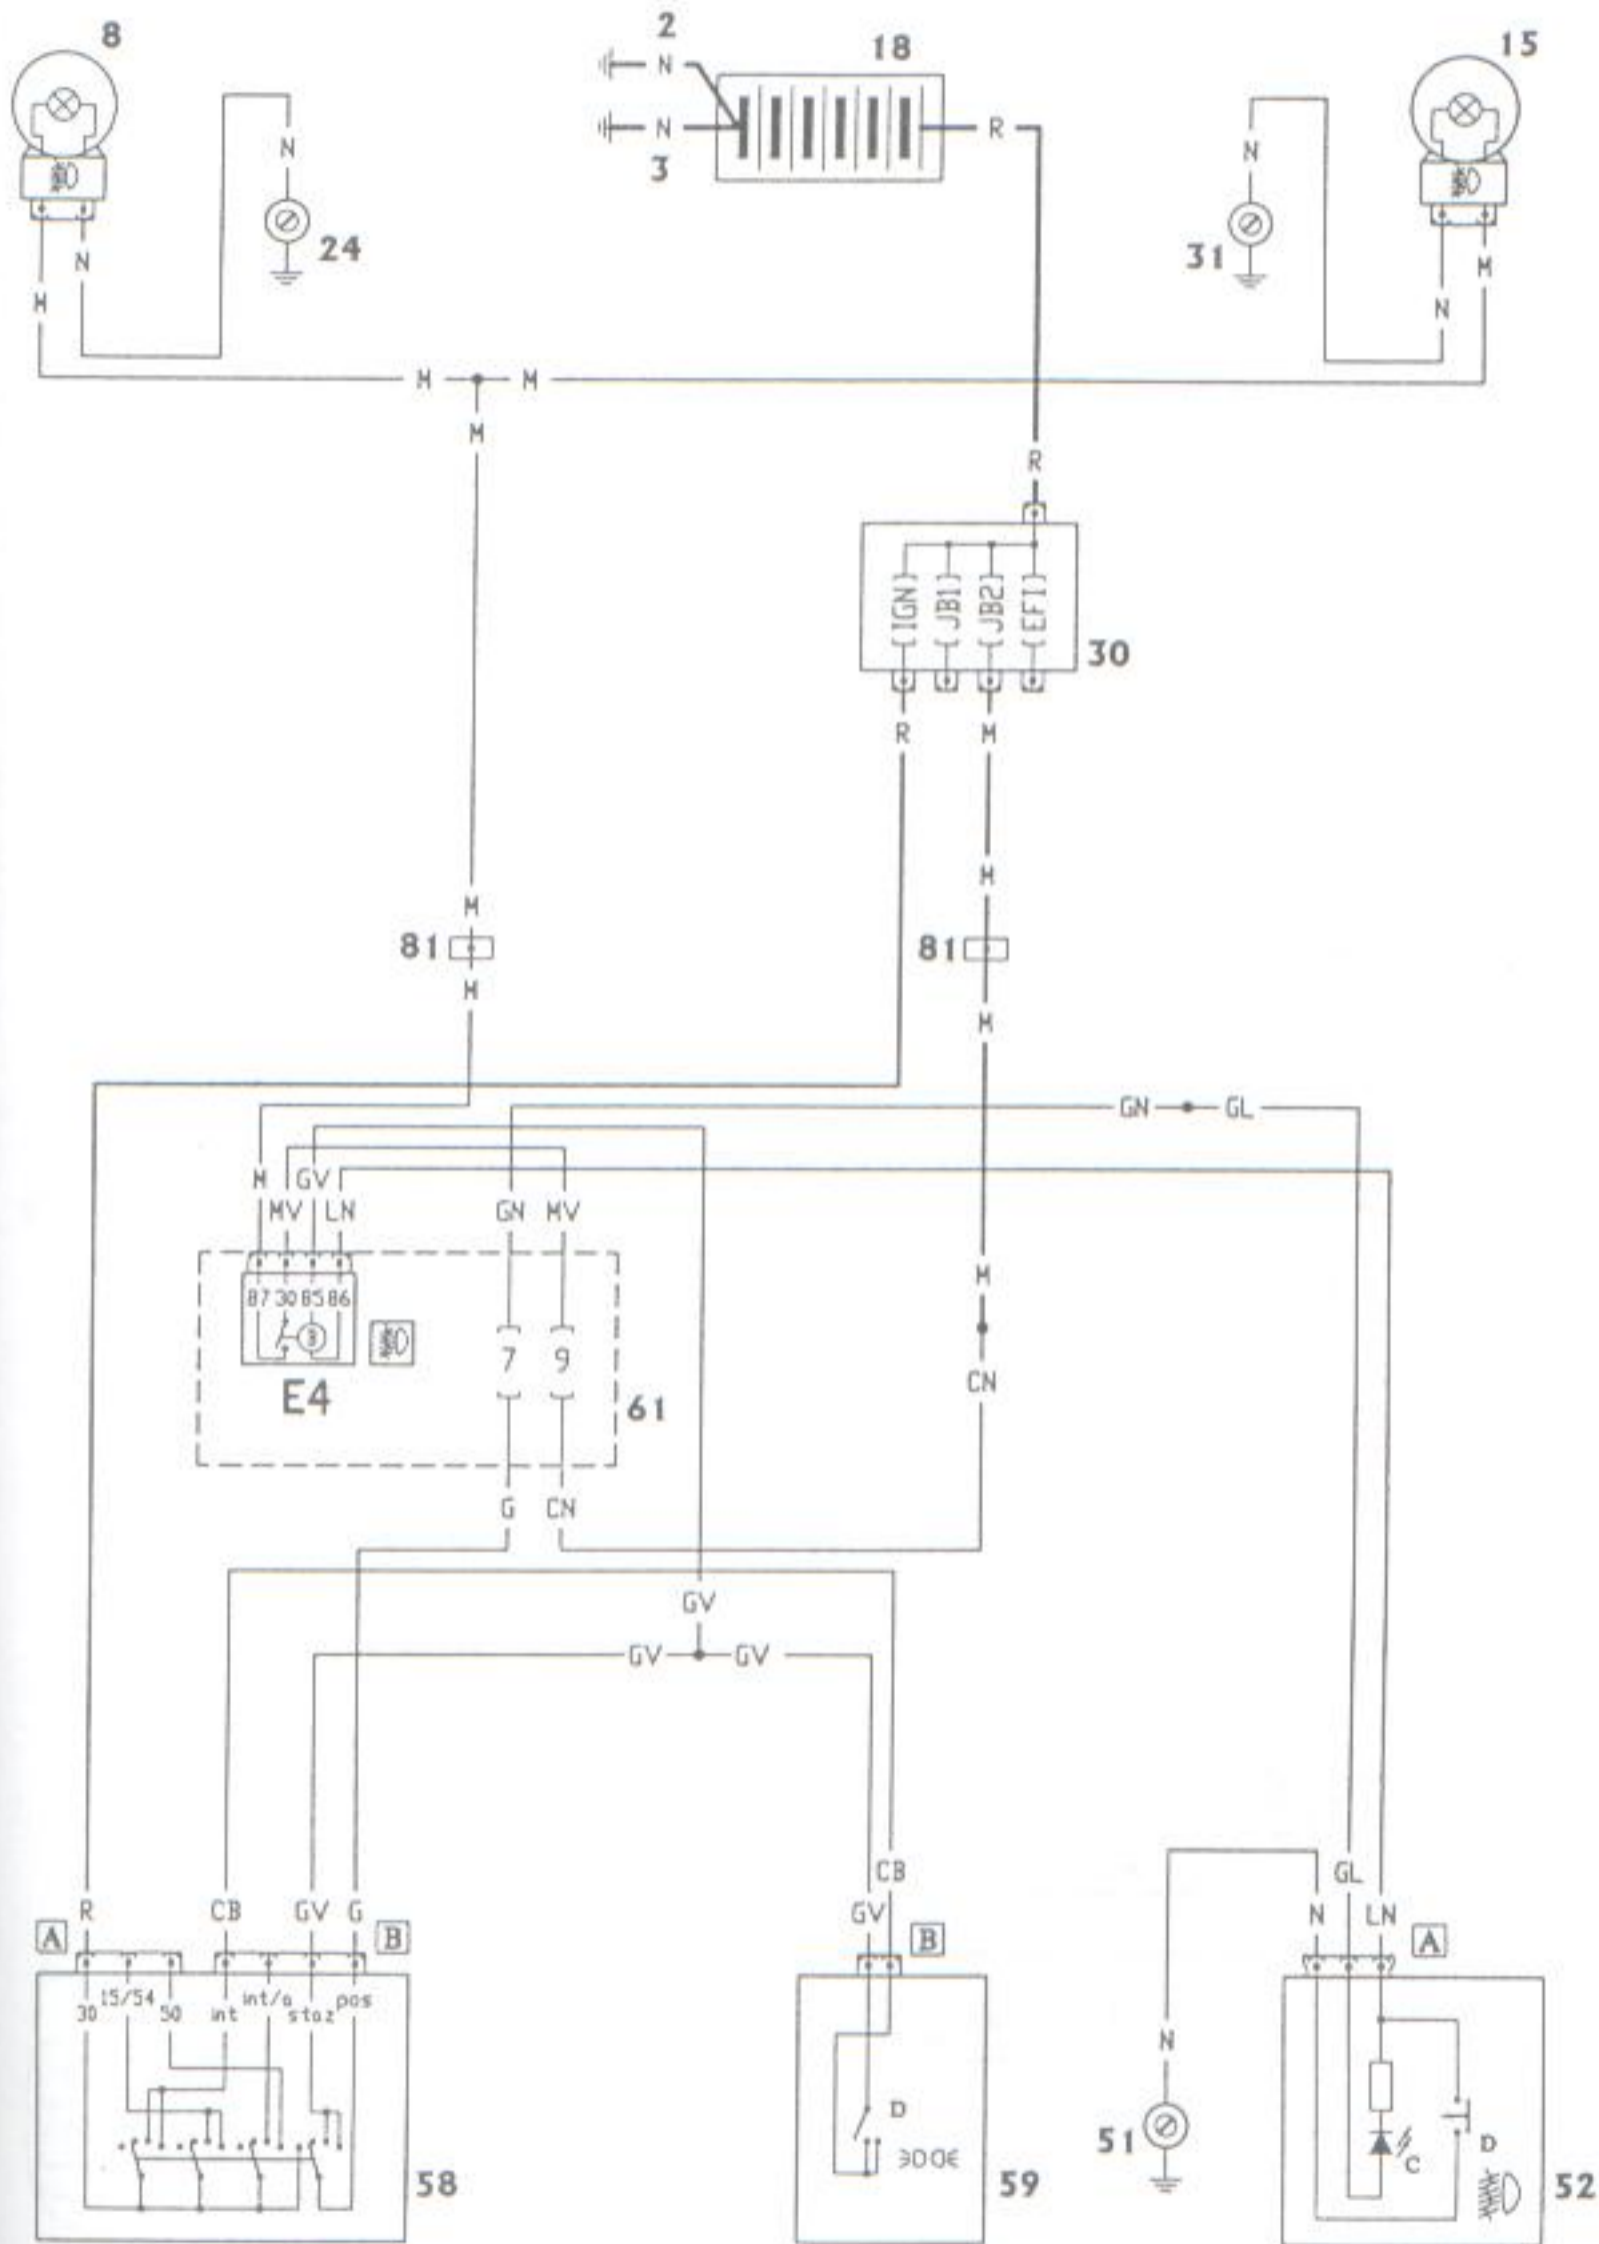 8
2
18
15
N
N
R
3
N
N
24
31
N
M
H
N
H
M
M
R
IGN
JB1
JB2
EFI
30
R
M
H
M
81
81
H
H
GN
GL
M
GV
MV
LN
GN
MV
M
87 30 85 86
7
9
CN
E4
61
G
CN
GV
GV
GV
CB
GL
R
CB
GV
G
GV
N
LN
A
B
B
A
30
15/54
50
int
int/a
staz
pos
N
D
D
C
51
58
59
52